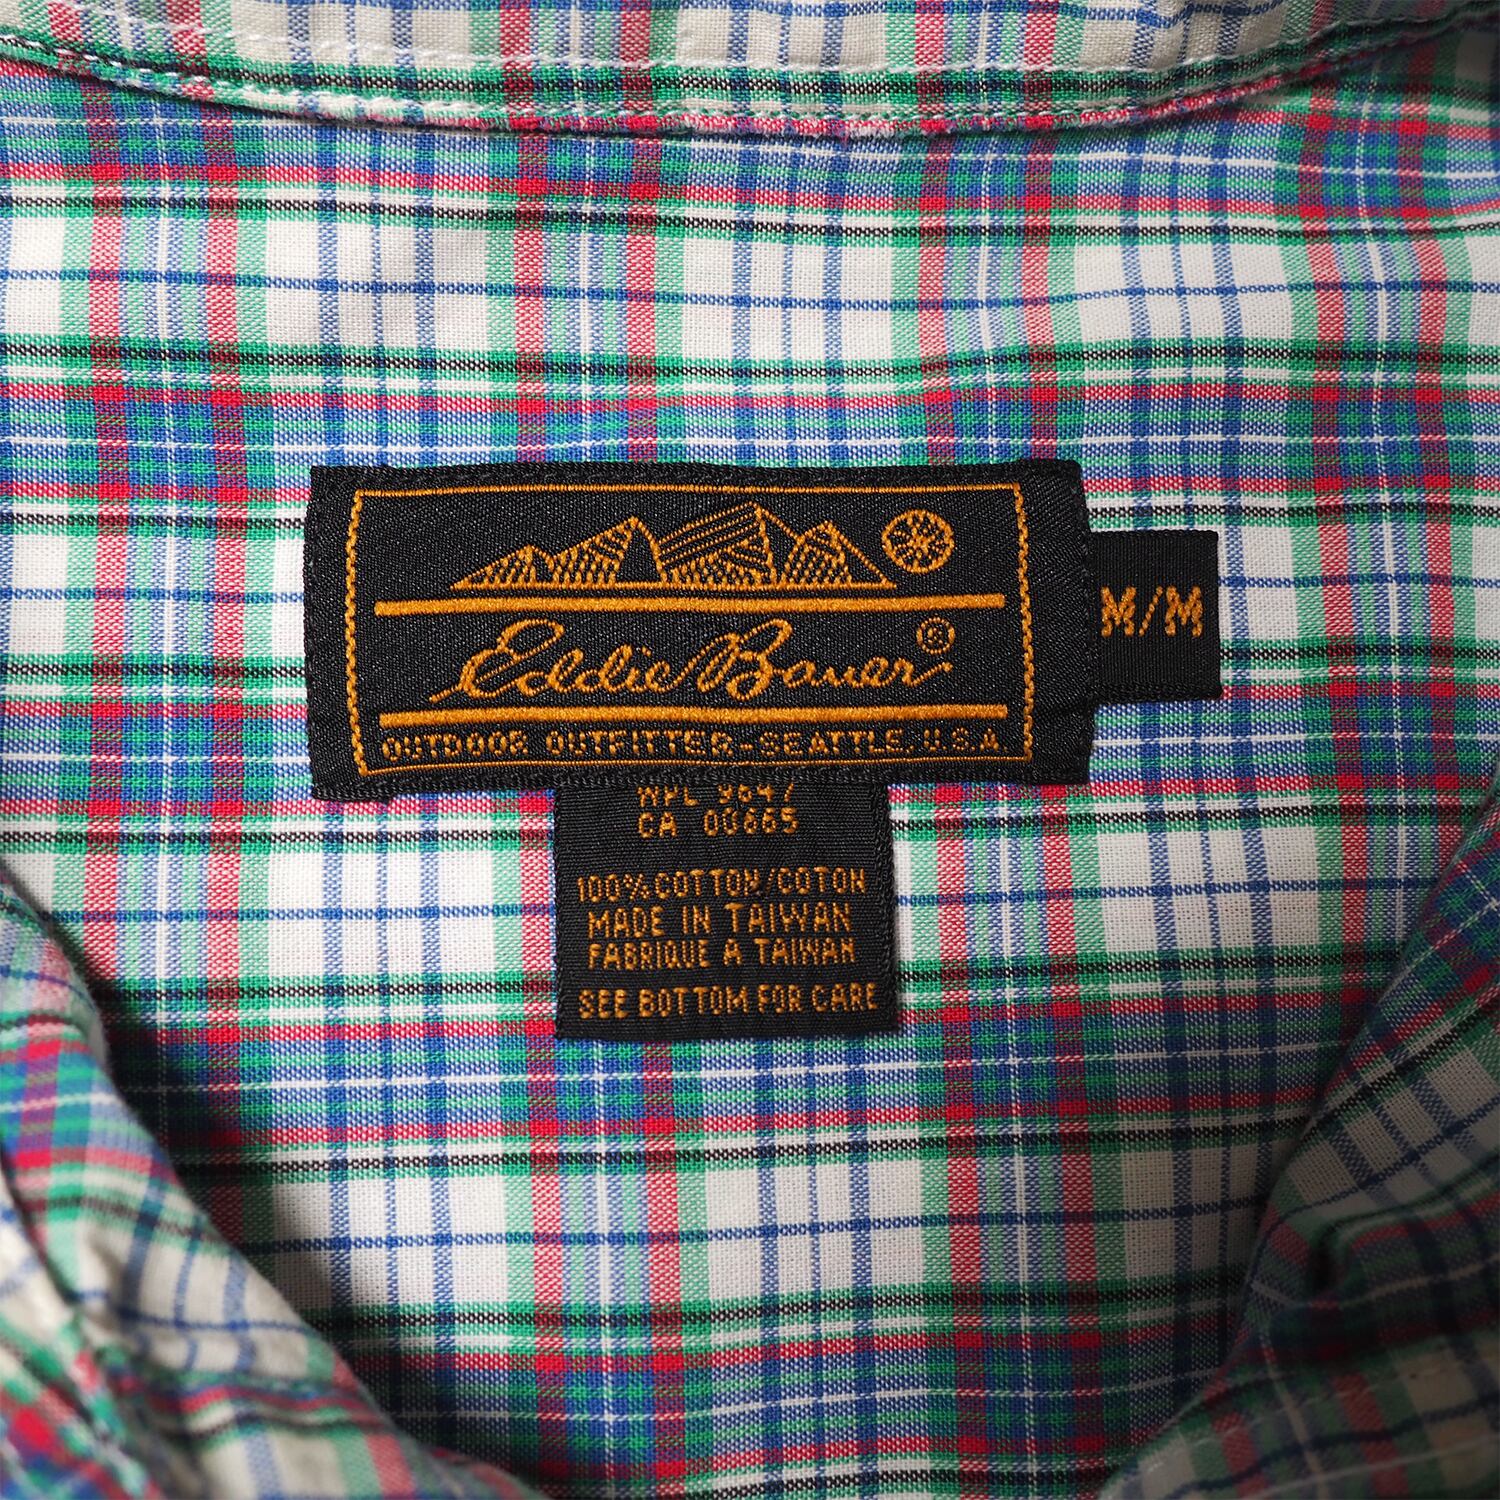 Eddie Bauer ®
OUTDOOR OUTFITTER-SEATTLE, U.S.A.
M/M
WPL 9647
CA 00665
100% COTTON/COTON
MADE IN TAIWAN
FABRIQUE A TAIWAN
SEE BOTTOM FOR CARE